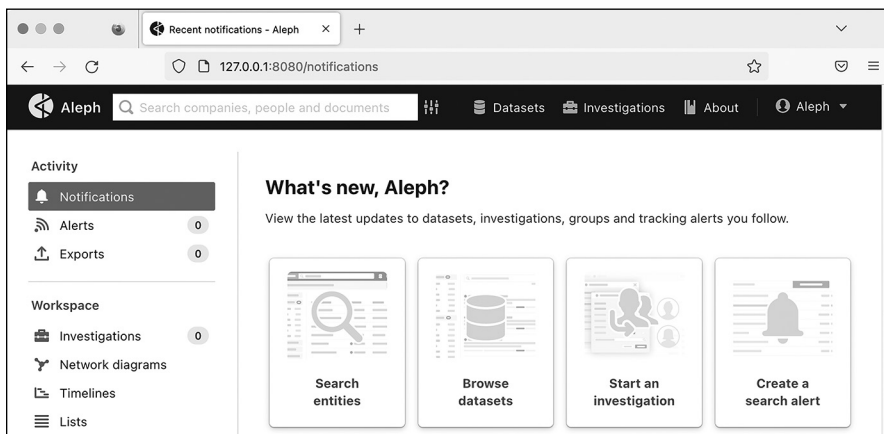 Recent notifications - Aleph
127.0.0.1:8080/notifications
Aleph
Search companies, people and documents
Datasets
Investigations
About
Aleph
Activity
Notifications
Alerts 0
Exports 0
Workspace
Investigations 0
Network diagrams
Timelines
Lists
What's new, Aleph?
View the latest updates to datasets, investigations, groups and tracking alerts you follow.
Search
entities
Browse
datasets
Start an
investigation
Create a
search alert